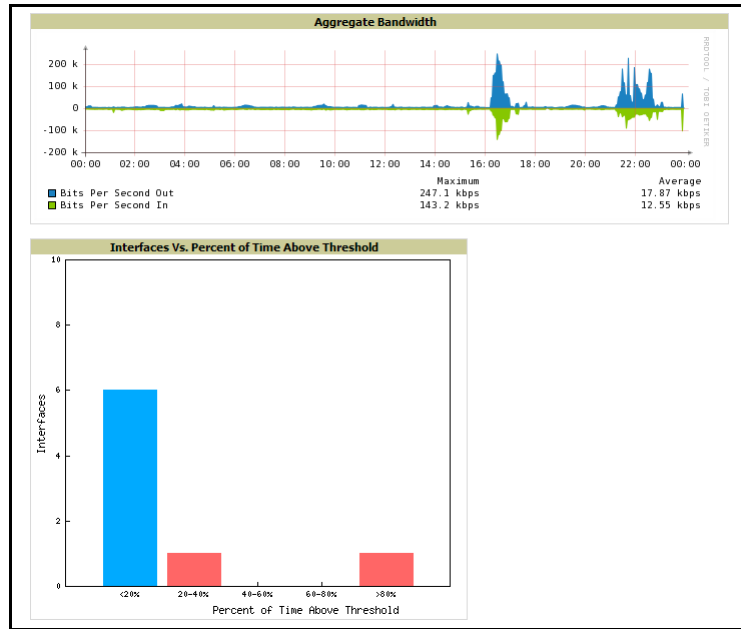 Aggregate Bandwidth
RRDTOOL / TOBI OETIKER
200 k
100 k
0
-100 k
-200 k
00:00 02:00 04:00 06:00 08:00 10:00 12:00 14:00 16:00 18:00 20:00 22:00 00:00
Maximum Average
Bits Per Second Out 247.1 kbps 17.87 kbps
Bits Per Second In 143.2 kbps 12.55 kbps
Interfaces Vs. Percent of Time Above Threshold
10
8
6
4
2
0
Interfaces
<20% 20-40% 40-60% 60-80% >80%
Percent of Time Above Threshold